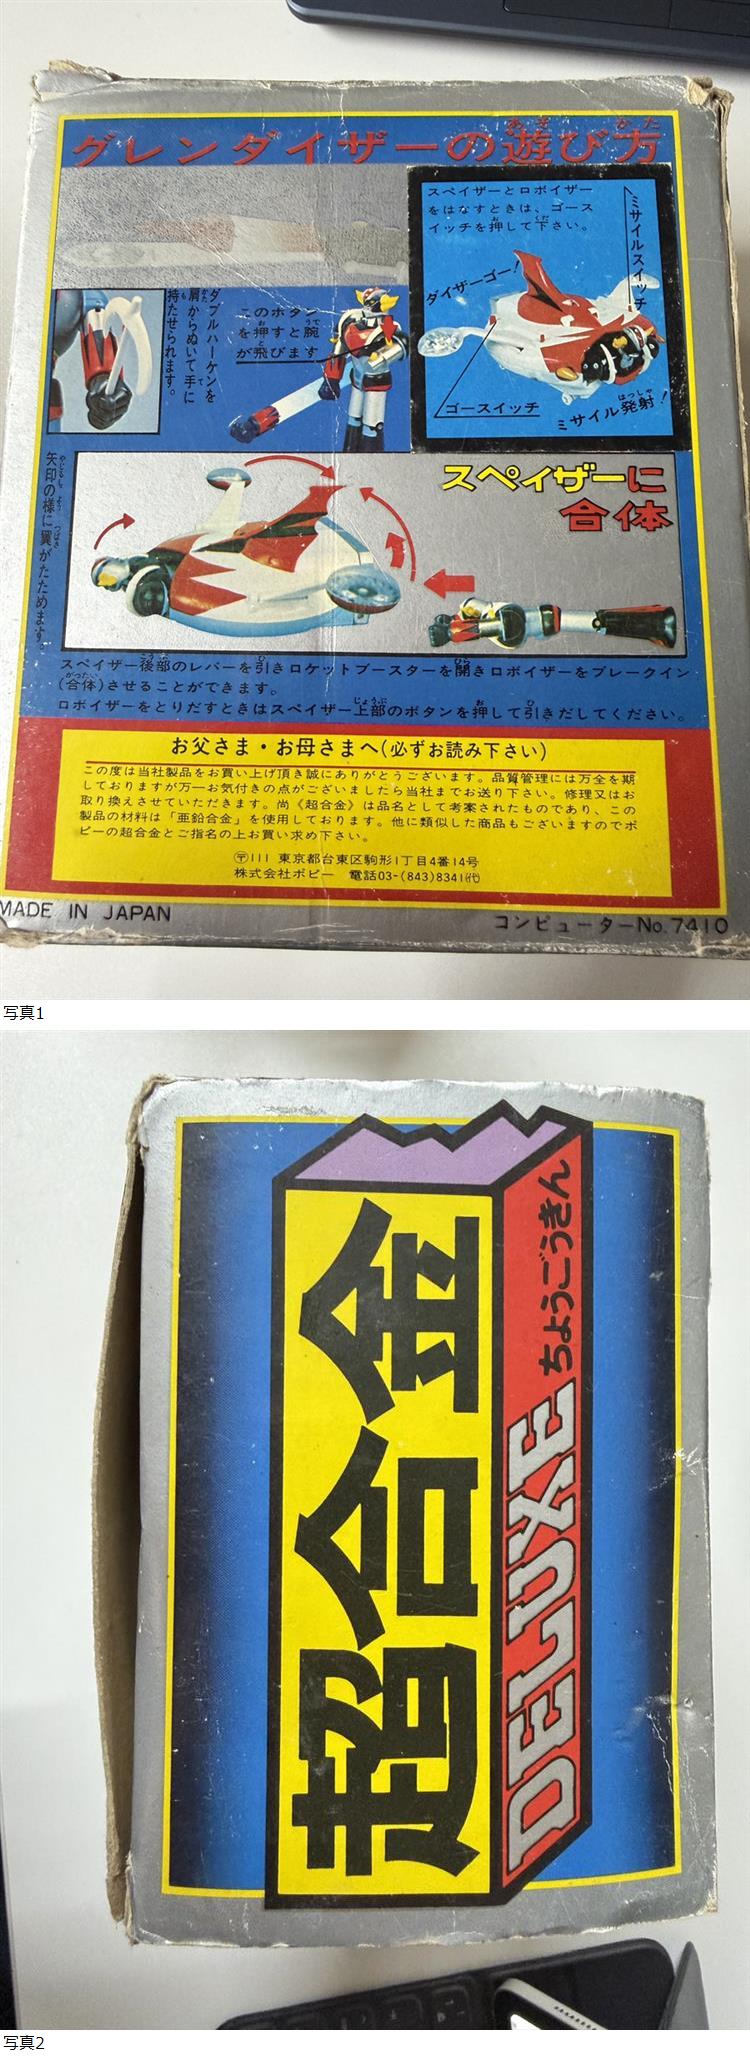 グレンダイザーの遊び方
あそ かた
スペイザーとロボイザー
をはなすときは、ゴース
イッチを押して下さい。
ミサイルスイッチ
ダイザーゴー!
ゴースイッチ
ミサイル発射!
はっしゃ
ダブルハーケンを
肩からぬいて手に
持たせられます。
このボタン
を押すと腕
が飛びます
スペイザーに
合体
矢印の様に翼がたためます。
スペイザー後部のレバーを引きロケットブースターを開きロボイザーをブレークイン
(合体)させることができます。
ロボイザーをとりだすときはスペイザー上部のボタンを押して引きだしてください。
お父さま・お母さまへ(必ずお読み下さい)
この度は当社製品をお買い上げ頂き誠にありがとうございます。品質管理には万全を期
しておりますが万一お気付きの点がございましたら当社までお送り下さい。修理又はお
取り換えさせていただきます。尚《超合金》は品名として考案されたものであり、この
製品の材料は「亜鉛合金」を使用しております。他に類似した商品もございますのでポ
ピーの超合金とご指名の上お買い求め下さい。
〒111 東京都台東区駒形1丁目4番14号
株式会社ポピー 電話03-(843)8341㈹
MADE IN JAPAN
コンピューターNo.7410
写真1
超合金
DELUXE ちょうごうきん
写真2